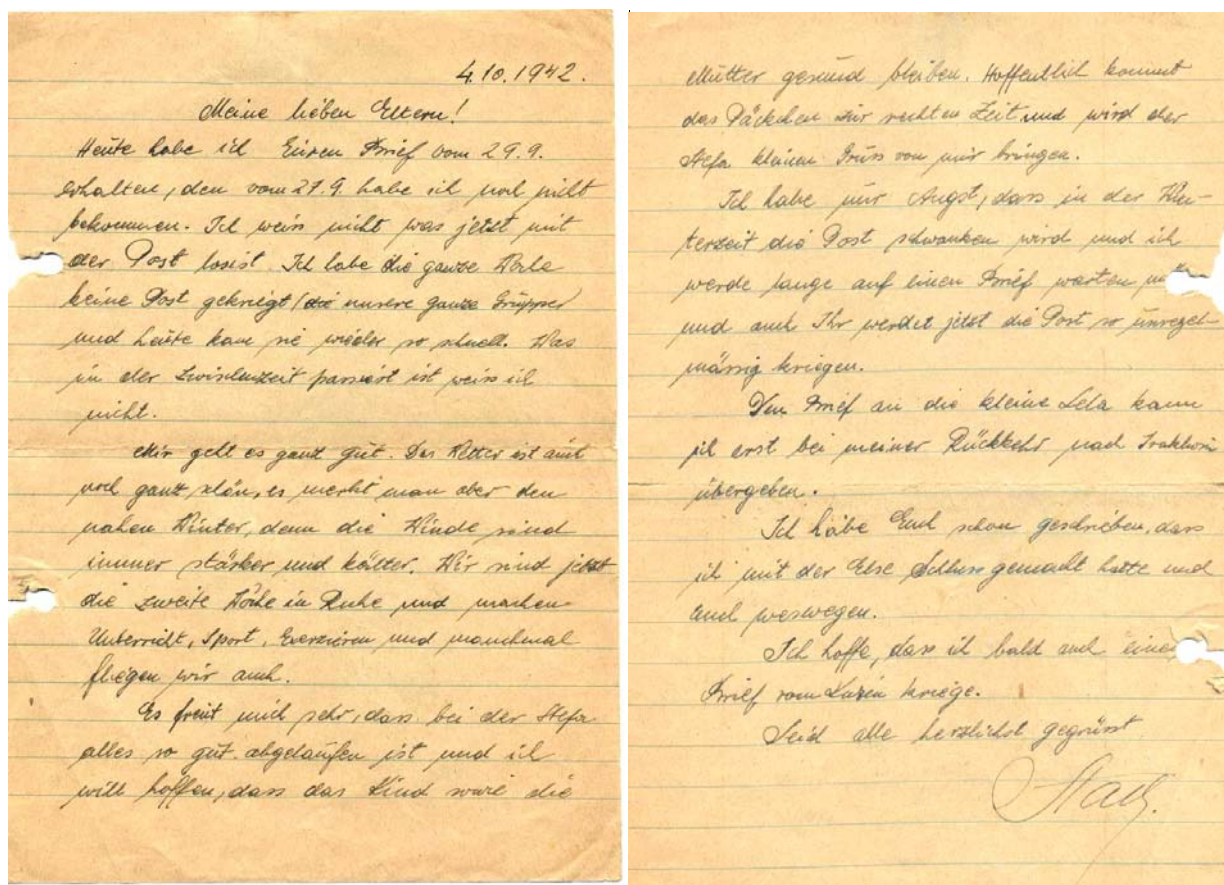 4.10.1942.
Meine lieben Eltern!
Heute habe ich Euren Brief vom 29.9.
erhalten, den vom 27.9. habe ich noch nicht
bekommen. Ich weiss nicht was jetzt mit
der Post losist. Ich habe die ganze Woche
keine Post gekriegt (die unsere ganze Gruppe)
und heute kam sie wieder so schnell. Was
in der Zwischenzeit passiert ist weiss ich
nicht.
Mir geht es ganz gut. Das Wetter ist auch
noch ganz schön, es merkt man aber den
nahen Winter, denn die Winde sind
immer stärker und kälter. Wir sind jetzt
die zweite Woche in Ruhe und machen
Unterricht, Sport, Exerzieren und manchmal
fliegen wir auch.
Es freut mich sehr, dass bei der Stefa
alles so gut abgelaufen ist und ich
will hoffen, dass das Kind sowie die
Mutter gesund bleiben. Hoffentlich kommt
das Päckchen zur rechten Zeit und wird der
Stefa kleinen Gruss von mir bringen.
Ich habe nur Angst, dass in der Win-
terzeit die Post schwanken wird und ich
werde lange auf einen Brief warten
und auch Ihr werdet jetzt die Post so unregel-
mässig kriegen.
Den Brief an die kleine Lela kann
ich erst bei meiner Rückkehr nach Iraklion
übergeben.
Ich habe Euch schon geschrieben, dass
ich mit der Else Schluss gemacht hatte und
auch weswegen.
Ich hoffe, dass ich bald auch einen
Brief vom kriege.
Seid alle herzlichst gegrüsst